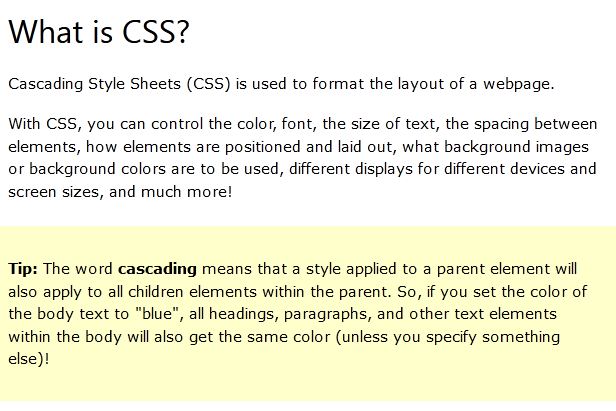 What is CSS?
Cascading Style Sheets (CSS) is used to format the layout of a webpage.
With CSS, you can control the color, font, the size of text, the spacing between
elements, how elements are positioned and laid out, what background images
or background colors are to be used, different displays for different devices and
screen sizes, and much more!
Tip: The word cascading means that a style applied to a parent element will
also apply to all children elements within the parent. So, if you set the color of
the body text to "blue", all headings, paragraphs, and other text elements
within the body will also get the same color (unless you specify something
else)!